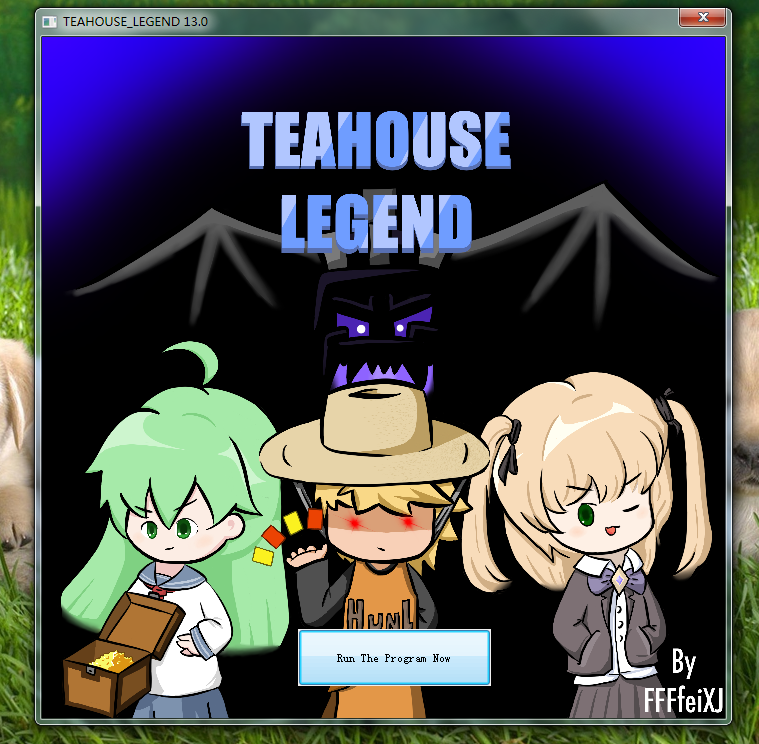 TEAHOUSE_LEGEND 13.0
TEAHOUSE
LEGEND
HUNL
Run The Program Now
By
FFFfeiXJ